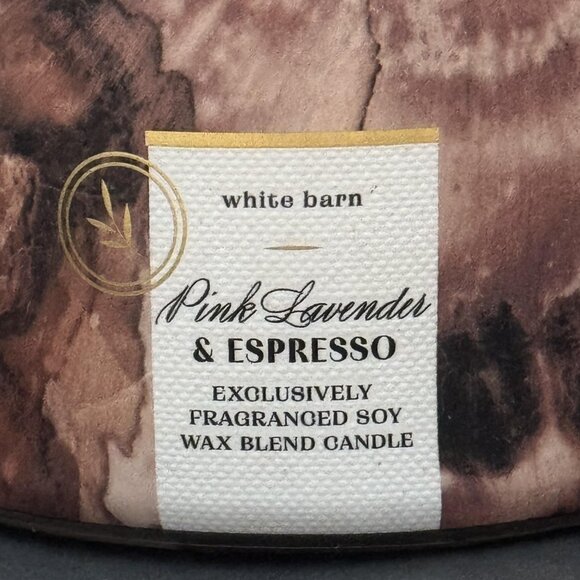 white barn
Pink Lavender
& ESPRESSO
EXCLUSIVELY
FRAGRANCED SOY
WAX BLEND CANDLE